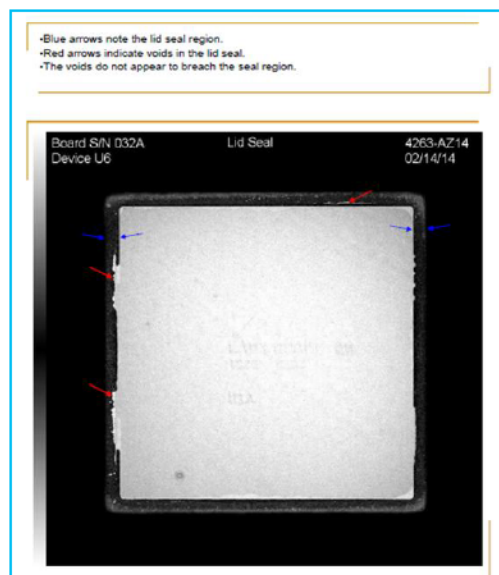 •Blue arrows note the lid seal region.
•Red arrows indicate voids in the lid seal.
•The voids do not appear to breach the seal region.
Board S/N 032A Lid Seal 4263-AZ14
Device U6 02/14/14